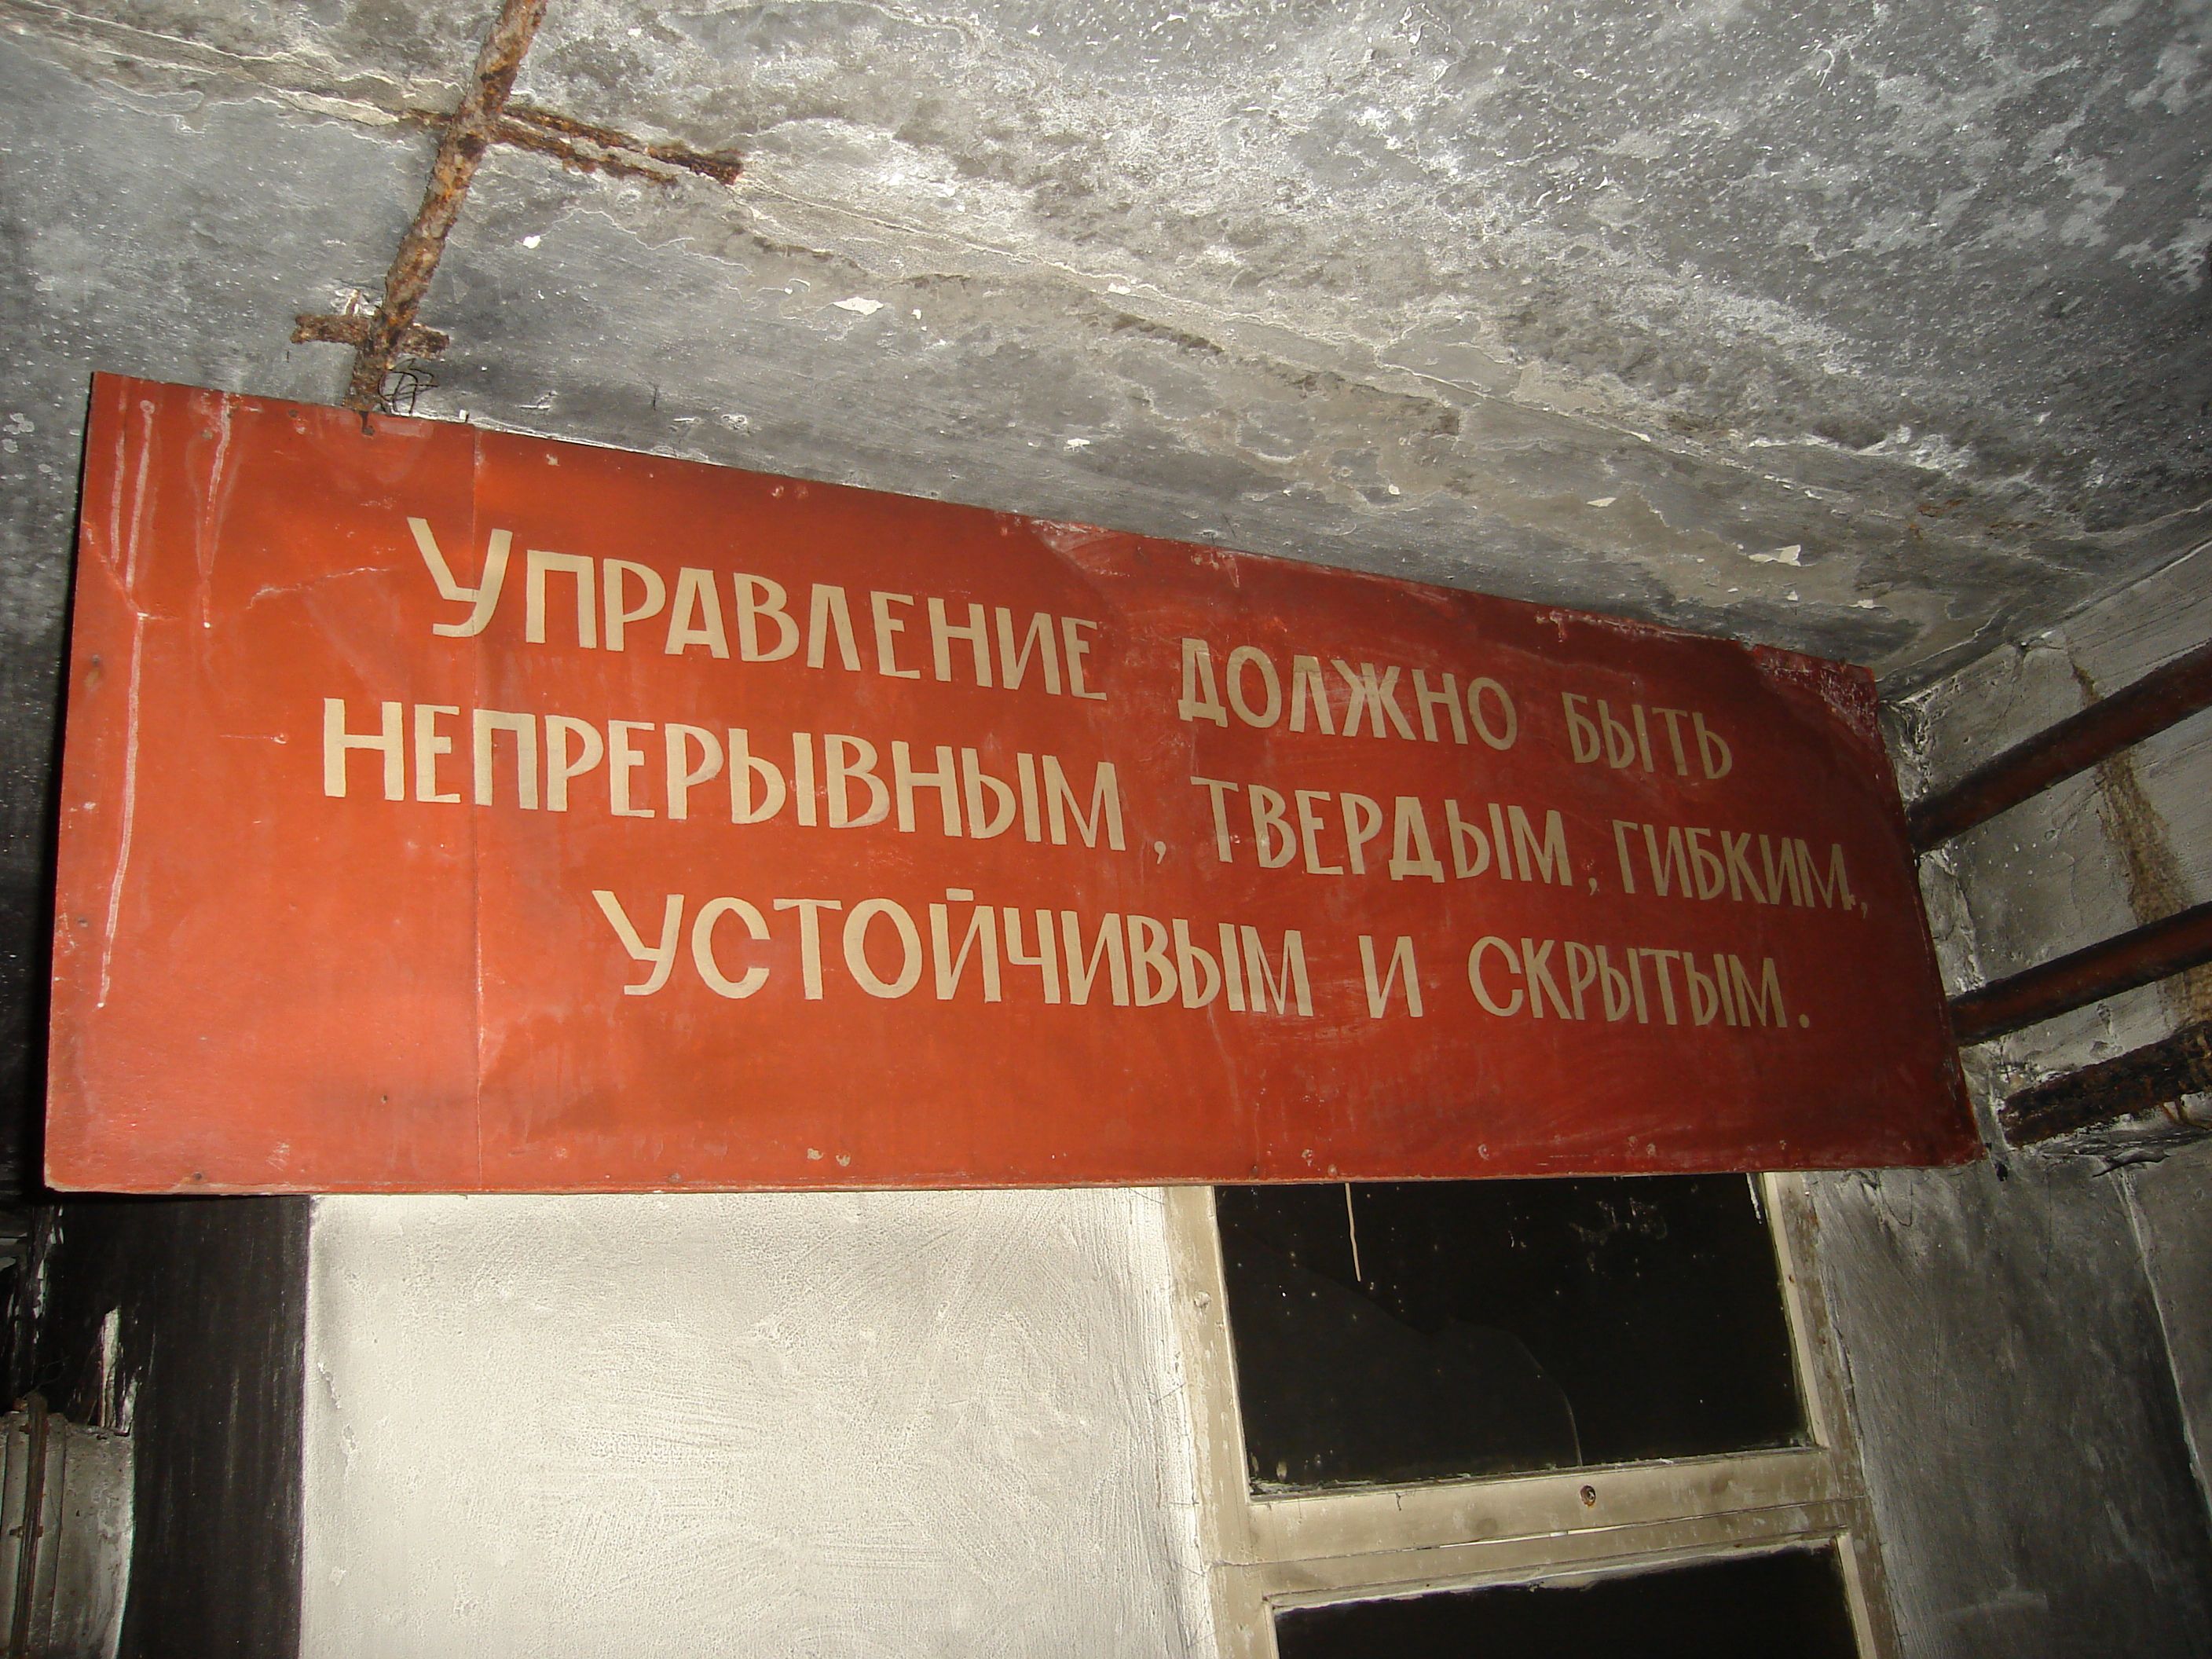 УПРАВЛЕНИЕ ДОЛЖНО БЫТЬ
НЕПРЕРЫВНЫМ, ТВЕРДЫМ, ГИБКИМ,
УСТОЙЧИВЫМ И СКРЫТЫМ.